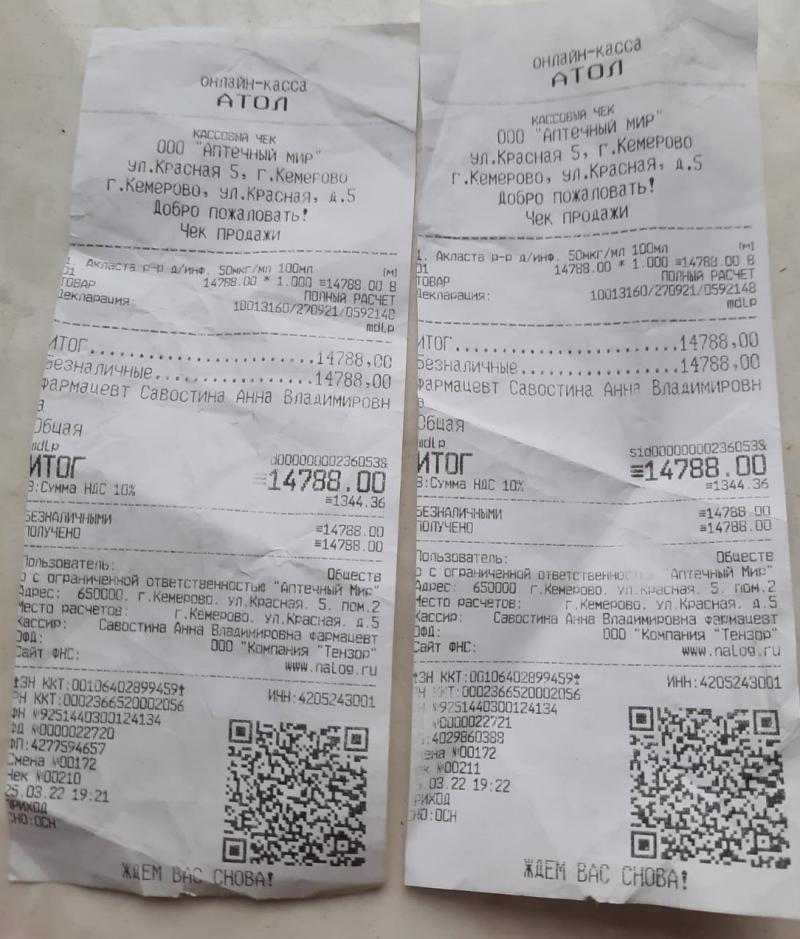 онлайн-касса
АТОЛ
КАССОВЫЙ ЧЕК
ООО "Аптечный мир"
ул.Красная 5, г.Кемерово
г.Кемерово, ул.Красная, д.5
Добро пожаловать!
Чек продажи
1. Акласта р-р д/инф. 50мкг/мл 100мл [М]
01 14788.00 * 1.000 ≡14788.00 В
ТОВАР ПОЛНЫЙ РАСЧЕТ
Декларация: 10013160/270921/0592148
mdlp
ИТОГ..........................14788,00
Безналичные...................14788,00
фармацевт Савостина Анна Владимировн
а
Общая
mdlp
d00000000236053&
ИТОГ ≡14788.00
В:Сумма НДС 10% ≡1344.36
БЕЗНАЛИЧНЫМИ ≡14788.00
ПОЛУЧЕНО ≡14788.00
Пользователь: Обществ
о с ограниченной ответственностью "Аптечный Мир"
Адрес: 650000, г.Кемерово, ул.Красная, 5, пом.2
Место расчетов: г.Кемерово, ул.Красная, д.5
Кассир: Савостина Анна Владимировна фармацевт
ОФД: ООО "Компания "Тензор"
Сайт ФНС: www.nalog.ru
ЗН ККТ:00106402899459 ИНН:4205243001
РН ККТ:0002366520002056
ФН №9251440300124134
ФД №0000022720
ФП:4277594657
Смена №00172
Чек №00210
25.03.22 19:21
ПРИХОД
СНО:ОСН
ЖДЕМ ВАС СНОВА!
онлайн-касса
АТОЛ
КАССОВЫЙ ЧЕК
ООО "Аптечный мир"
ул.Красная 5, г.Кемерово
г.Кемерово, ул.Красная, д.5
Добро пожаловать!
Чек продажи
1. Акласта р-р д/инф. 50мкг/мл 100мл [М]
01 14788.00 * 1.000 ≡14788.00 В
ТОВАР ПОЛНЫЙ РАСЧЕТ
Декларация: 10013160/270921/0592148
mdlp
ИТОГ..........................14788,00
Безналичные...................14788,00
фармацевт Савостина Анна Владимировн
а
Общая
mdlp
sid00000000236053&
ИТОГ ≡14788.00
В:Сумма НДС 10% ≡1344.36
БЕЗНАЛИЧНЫМИ ≡14788.00
ПОЛУЧЕНО ≡14788.00
Пользователь: Обществ
о с ограниченной ответственностью "Аптечный Мир"
Адрес: 650000, г.Кемерово, ул.Красная, 5, пом.2
Место расчетов: г.Кемерово, ул.Красная, д.5
Кассир: Савостина Анна Владимировна фармацевт
ОФД: ООО "Компания "Тензор"
Сайт ФНС: www.nalog.ru
ЗН ККТ:00106402899459 ИНН:4205243001
РН ККТ:0002366520002056
№9251440300124134
№0000022721
:4029860388
ена №00172
ек №00211
.03.22 19:22
РИХОД
НО:ОСН
ЖДЕМ ВАС СНОВА!